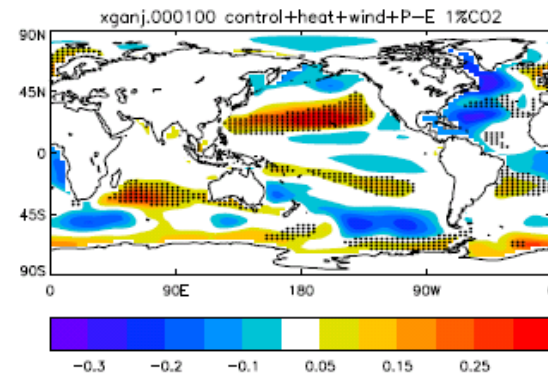 xganj.000100 control+heat+wind+P-E 1%CO2
90N
45N
0
45S
90S
0 90E 180 90W 0
-0.3 -0.2 -0.1 0.05 0.15 0.25